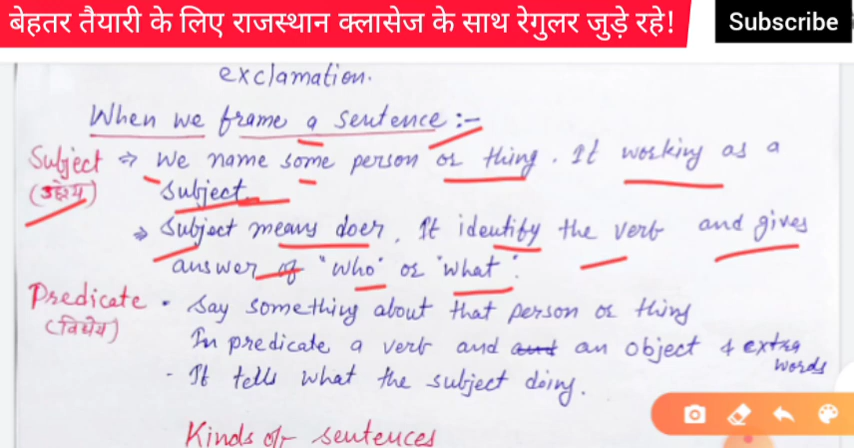 बेहतर तैयारी के लिए राजस्थान क्लासेज के साथ रेगुलर जुड़े रहे!
Subscribe
exclamation.
When we frame a sentence :-
Subject ⇒ We name some person or thing. It working as a
(उद्देश्य) Subject.
⇒ Subject means doer. It identify the verb and gives
answer of "who" or "what".
Predicate • Say something about that person or thing
(विधेय) In predicate a verb and and an object & extra
words
- It tells what the subject doing.
Kinds of sentences